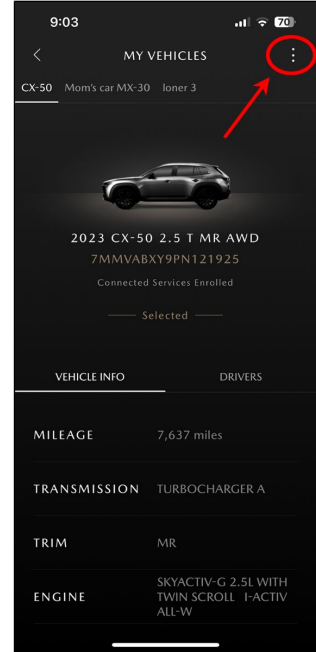 9:03 70
MY VEHICLES
CX-50 Mom's car MX-30 loner 3
2023 CX-50 2.5 T MR AWD
7MMVABXY9PN121925
Connected Services Enrolled
Selected
VEHICLE INFO DRIVERS
MILEAGE 7,637 miles
TRANSMISSION TURBOCHARGER A
TRIM MR
ENGINE SKYACTIV-G 2.5L WITH
TWIN SCROLL I-ACTIV
ALL-W